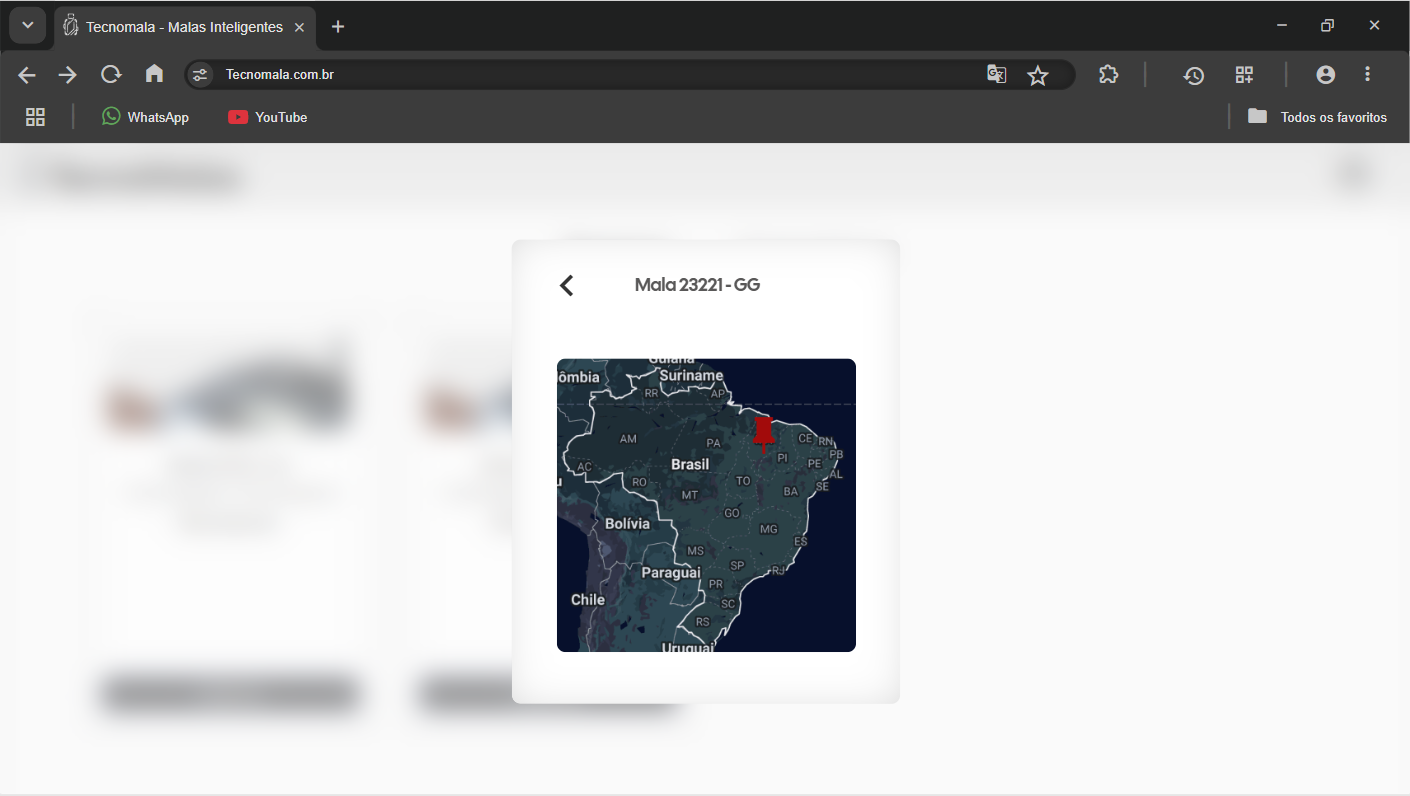 Tecnomala - Malas Inteligentes
Tecnomala.com.br
WhatsApp
YouTube
Todos os favoritos
Mala 23221 - GG
Guiana
ômbia
Suriname
RR
AP
AM
PA
CE
RN
PB
PI
PE
AL
AC
Brasil
RO
MT
TO
BA
SE
GO
MG
Bolívia
ES
MS
SP
RJ
Paraguai
PR
Chile
SC
RS
Uruguai